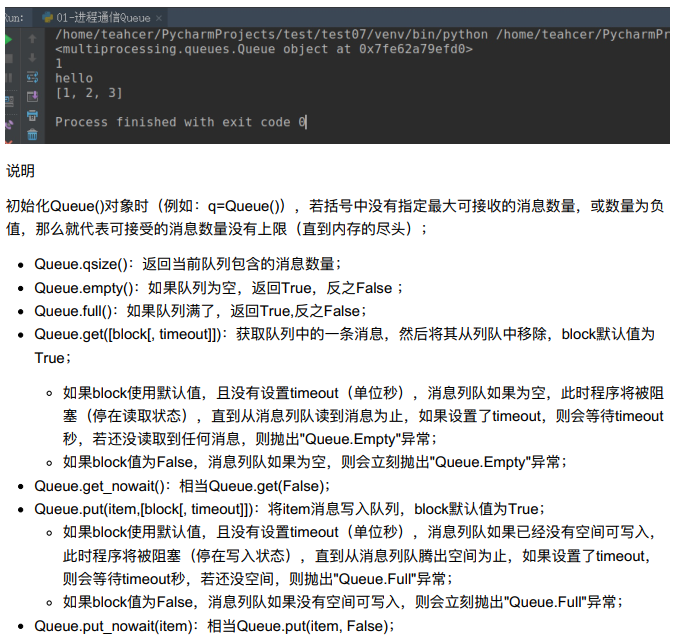 Run: 01-进程通信Queue ×
/home/teahcer/PycharmProjects/test/test07/venv/bin/python /home/teahcer/PycharmPr
<multiprocessing.queues.Queue object at 0x7fe62a79efd0>
1
hello
[1, 2, 3]
Process finished with exit code 0
说明
初始化Queue()对象时（例如：q=Queue()），若括号中没有指定最大可接收的消息数量，或数量为负
值，那么就代表可接受的消息数量没有上限（直到内存的尽头）；
• Queue.qsize()：返回当前队列包含的消息数量；
• Queue.empty()：如果队列为空，返回True，反之False ；
• Queue.full()：如果队列满了，返回True,反之False；
• Queue.get([block[, timeout]])：获取队列中的一条消息，然后将其从列队中移除，block默认值为
True；
◦ 如果block使用默认值，且没有设置timeout（单位秒），消息列队如果为空，此时程序将被阻
塞（停在读取状态），直到从消息列队读到消息为止，如果设置了timeout，则会等待timeout
秒，若还没读取到任何消息，则抛出"Queue.Empty"异常；
◦ 如果block值为False，消息列队如果为空，则会立刻抛出"Queue.Empty"异常；
• Queue.get_nowait()：相当Queue.get(False)；
• Queue.put(item,[block[, timeout]])：将item消息写入队列，block默认值为True；
◦ 如果block使用默认值，且没有设置timeout（单位秒），消息列队如果已经没有空间可写入，
此时程序将被阻塞（停在写入状态），直到从消息列队腾出空间为止，如果设置了timeout，
则会等待timeout秒，若还没空间，则抛出"Queue.Full"异常；
◦ 如果block值为False，消息列队如果没有空间可写入，则会立刻抛出"Queue.Full"异常；
• Queue.put_nowait(item)：相当Queue.put(item, False)；